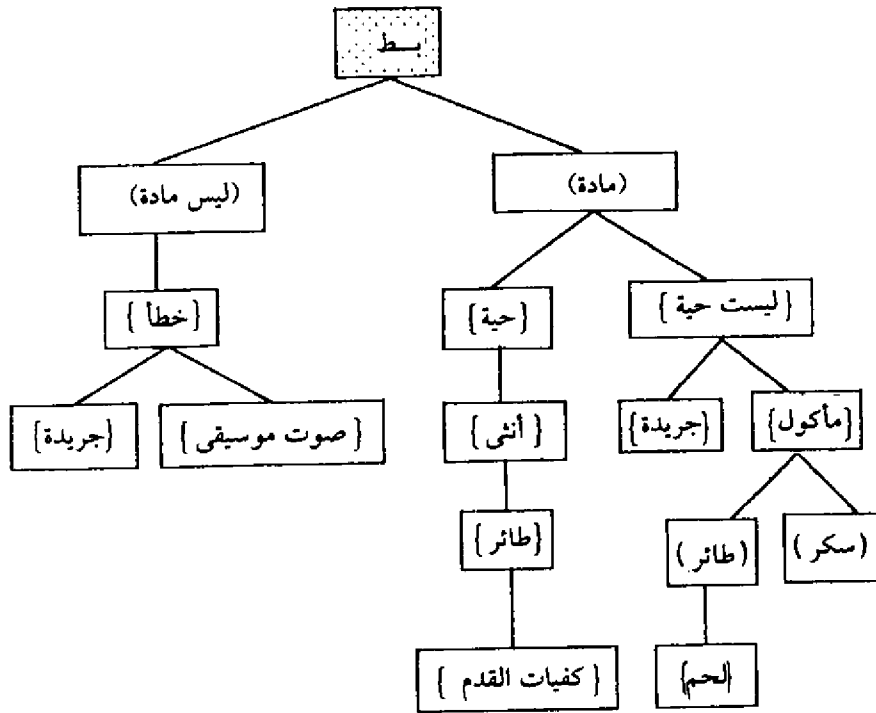 بط
(مادة)
(ليس مادة)
{ ليست حية }
{حية}
{خطأ }
{مأكول}
{جريدة}
{ أنثى }
{ صوت موسيقى }
{جريدة}
(سكر )
(طائر )
{طائر }
{لحم}
{ كفيات القدم }